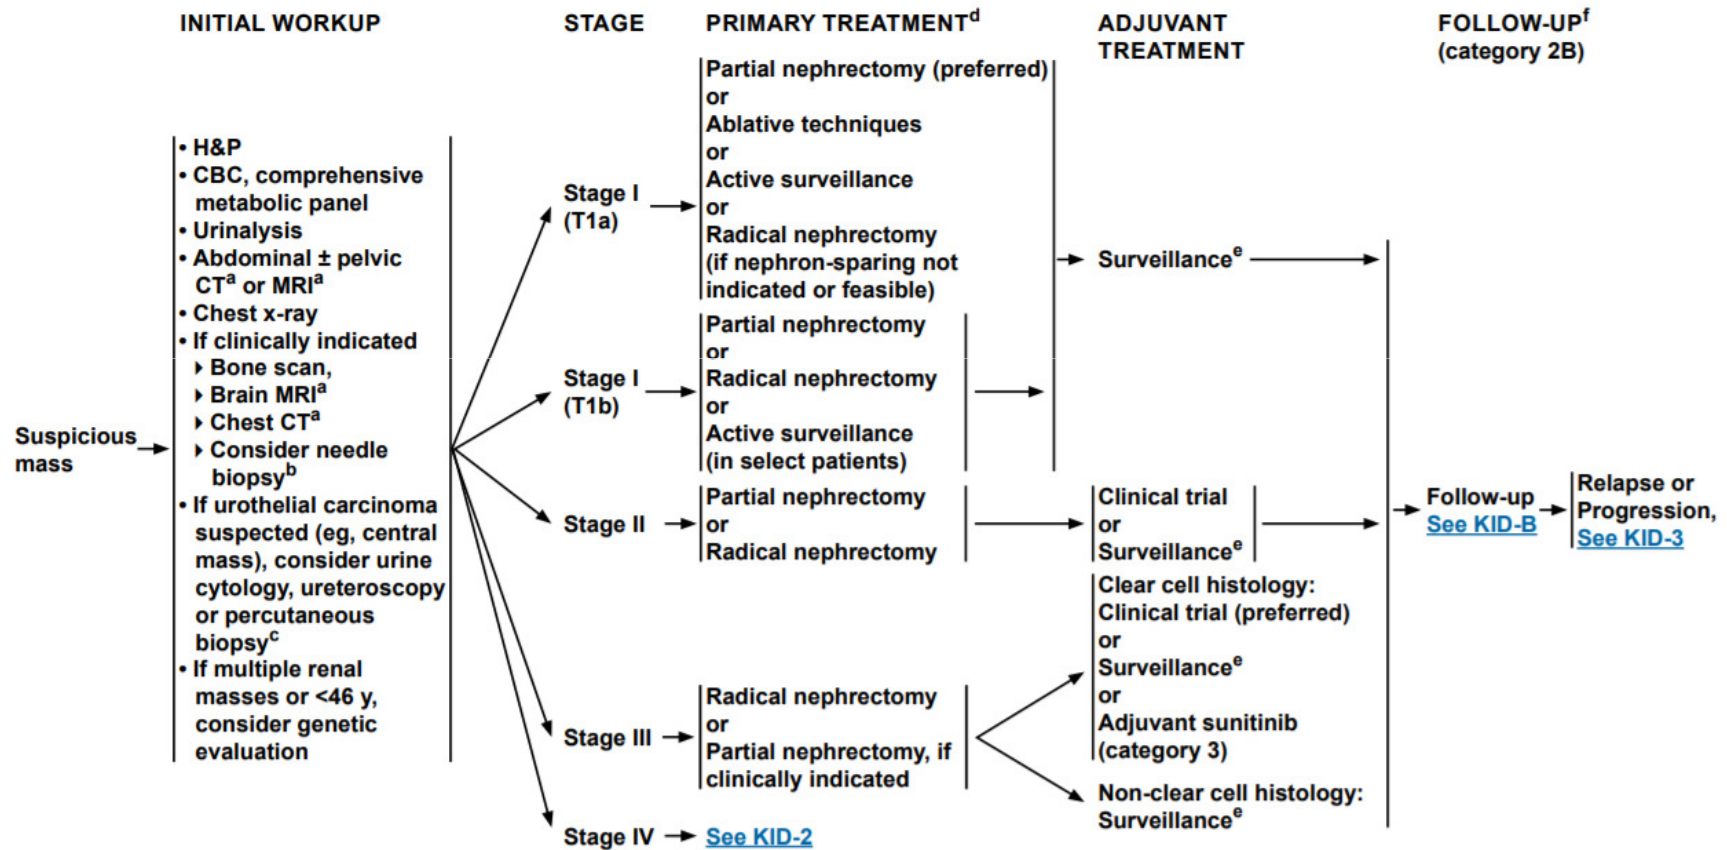 INITIAL WORKUP
STAGE
PRIMARY TREATMENTᵈ
ADJUVANT
TREATMENT
FOLLOW-UPᶠ
(category 2B)
Suspicious
mass
• H&P
• CBC, comprehensive
metabolic panel
• Urinalysis
• Abdominal ± pelvic
CTᵃ or MRIᵃ
• Chest x-ray
• If clinically indicated
Bone scan,
Brain MRIᵃ
Chest CTᵃ
Consider needle
biopsyᵇ
• If urothelial carcinoma
suspected (eg, central
mass), consider urine
cytology, ureteroscopy
or percutaneous
biopsyᶜ
• If multiple renal
masses or <46 y,
consider genetic
evaluation
Stage I
(T1a)
Partial nephrectomy (preferred)
or
Ablative techniques
or
Active surveillance
or
Radical nephrectomy
(if nephron-sparing not
indicated or feasible)
Stage I
(T1b)
Partial nephrectomy
or
Radical nephrectomy
or
Active surveillance
(in select patients)
Surveillanceᵉ
Stage II
Partial nephrectomy
or
Radical nephrectomy
Clinical trial
or
Surveillanceᵉ
Stage III
Radical nephrectomy
or
Partial nephrectomy, if
clinically indicated
Clear cell histology:
Clinical trial (preferred)
or
Surveillanceᵉ
or
Adjuvant sunitinib
(category 3)
Non-clear cell histology:
Surveillanceᵉ
Stage IV
See KID-2
Follow-up
See KID-B
Relapse or
Progression,
See KID-3